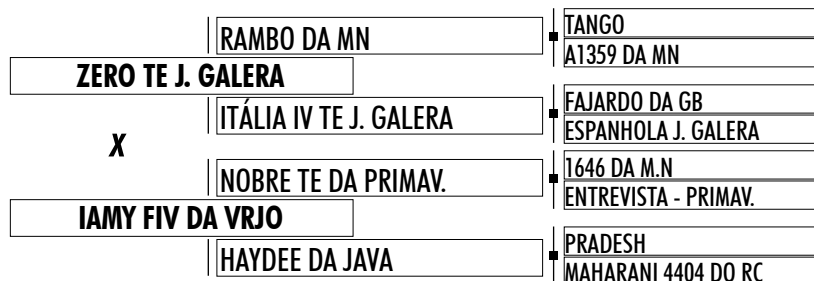 TANGO
RAMBO DA MN
A1359 DA MN
ZERO TE J. GALERA
FAJARDO DA GB
ITÁLIA IV TE J. GALERA
ESPANHOLA J. GALERA
X
1646 DA M.N
NOBRE TE DA PRIMAV.
ENTREVISTA - PRIMAV.
IAMY FIV DA VRJO
PRADESH
HAYDEE DA JAVA
MAHARANI 4404 DO RC